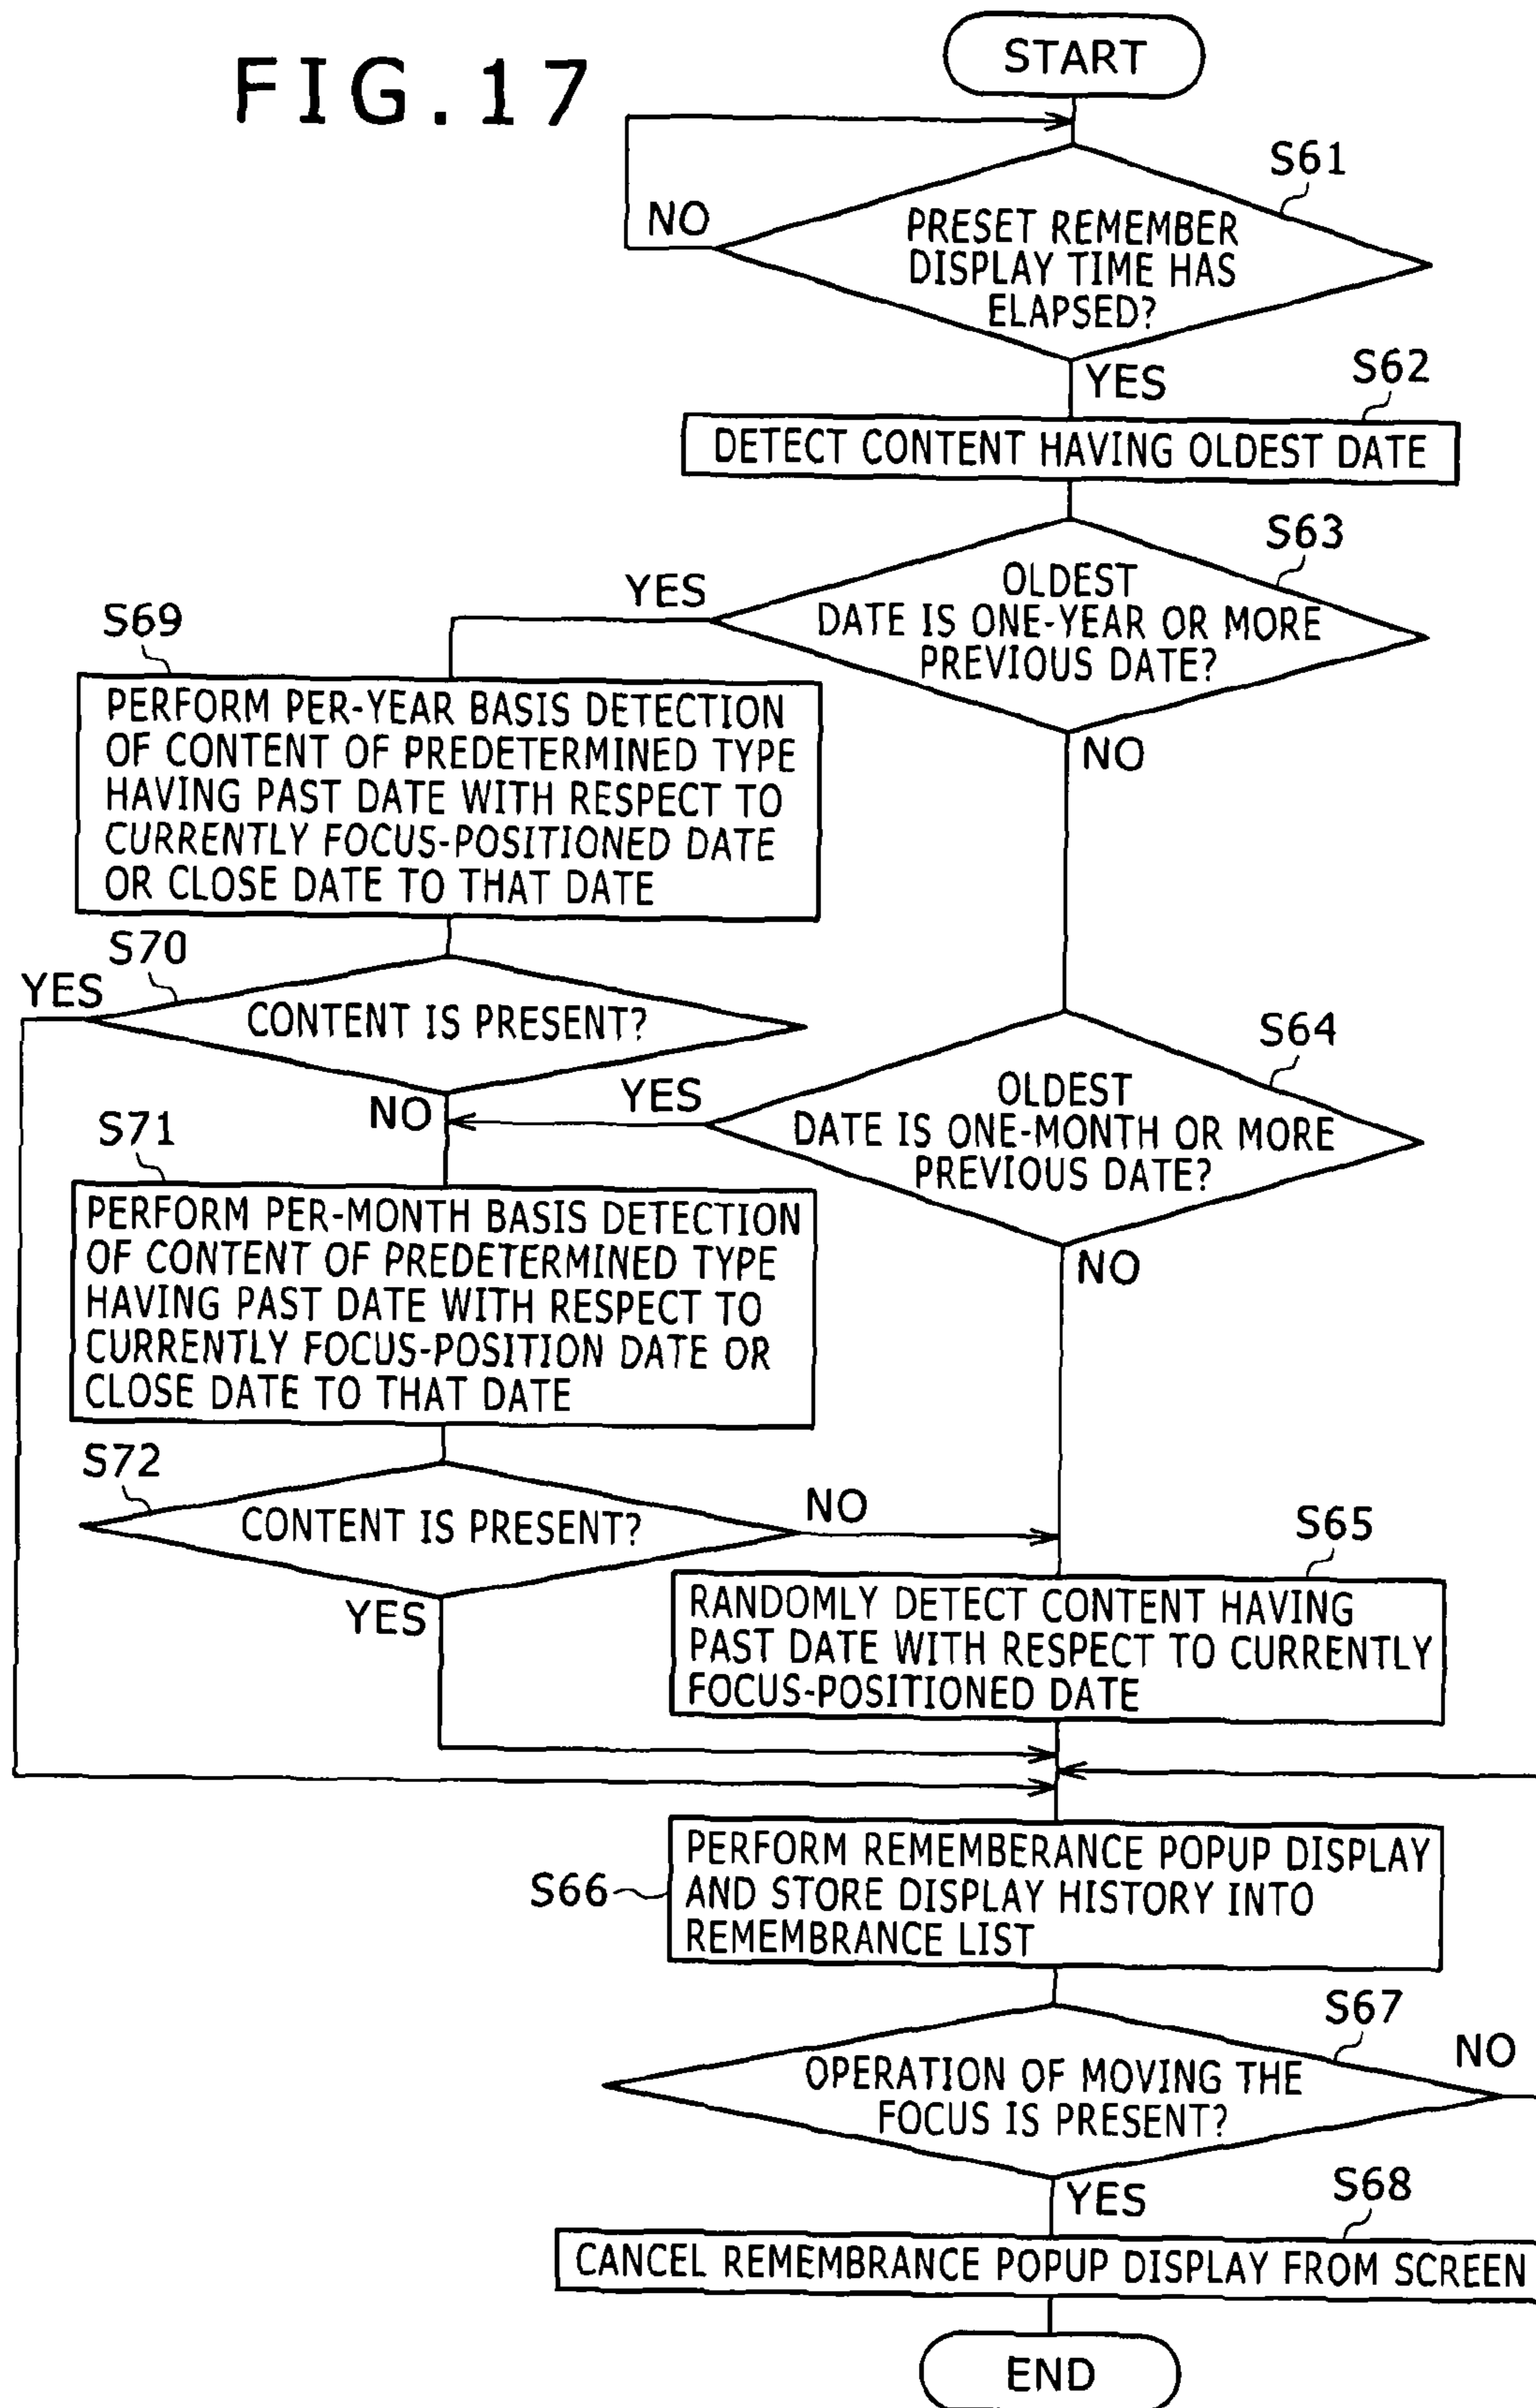 FIG.17
START
S61
NO
PRESET REMEMBER
DISPLAY TIME HAS
ELAPSED?
YES
S62
DETECT CONTENT HAVING OLDEST DATE
S63
YES
OLDEST
DATE IS ONE-YEAR OR MORE
PREVIOUS DATE?
NO
S69
PERFORM PER-YEAR BASIS DETECTION
OF CONTENT OF PREDETERMINED TYPE
HAVING PAST DATE WITH RESPECT TO
CURRENTLY FOCUS-POSITIONED DATE
OR CLOSE DATE TO THAT DATE
S70
YES
CONTENT IS PRESENT?
NO
S64
YES
OLDEST
DATE IS ONE-MONTH OR MORE
PREVIOUS DATE?
NO
S71
PERFORM PER-MONTH BASIS DETECTION
OF CONTENT OF PREDETERMINED TYPE
HAVING PAST DATE WITH RESPECT TO
CURRENTLY FOCUS-POSITION DATE OR
CLOSE DATE TO THAT DATE
S72
CONTENT IS PRESENT?
NO
YES
S65
RANDOMLY DETECT CONTENT HAVING
PAST DATE WITH RESPECT TO CURRENTLY
FOCUS-POSITIONED DATE
S66
PERFORM REMEMBERANCE POPUP DISPLAY
AND STORE DISPLAY HISTORY INTO
REMEMBRANCE LIST
S67
NO
OPERATION OF MOVING THE
FOCUS IS PRESENT?
YES
S68
CANCEL REMEMBRANCE POPUP DISPLAY FROM SCREEN
END